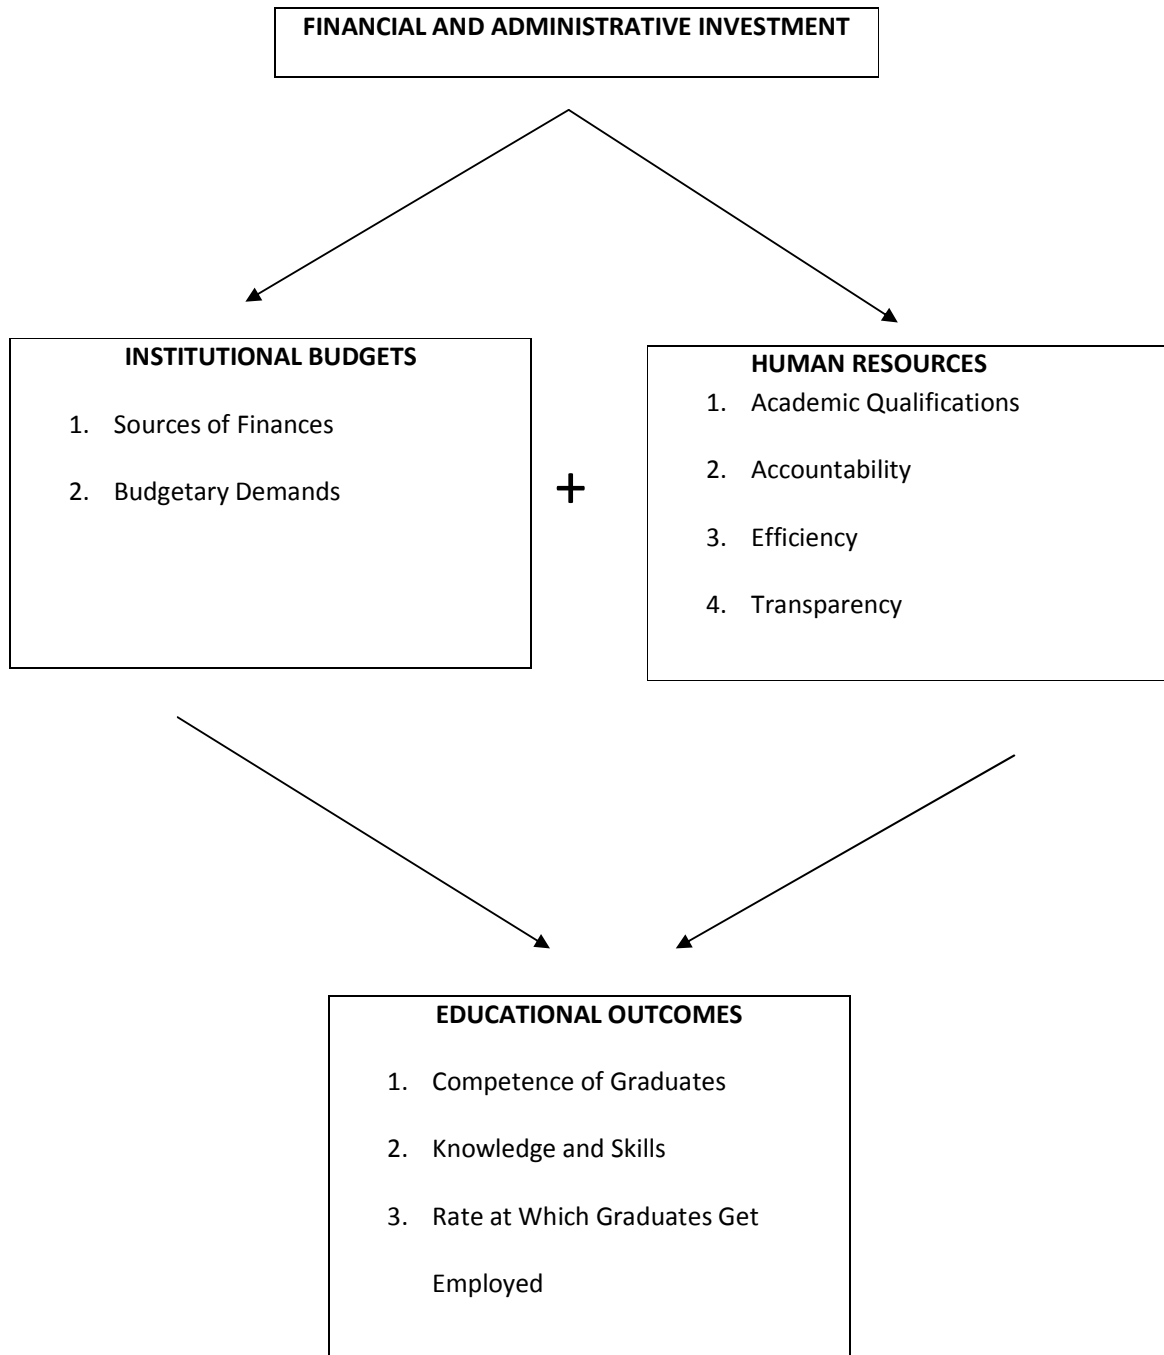 FINANCIAL AND ADMINISTRATIVE INVESTMENT
INSTITUTIONAL BUDGETS
1. Sources of Finances
2. Budgetary Demands
+
HUMAN RESOURCES
1. Academic Qualifications
2. Accountability
3. Efficiency
4. Transparency
EDUCATIONAL OUTCOMES
1. Competence of Graduates
2. Knowledge and Skills
3. Rate at Which Graduates Get
Employed